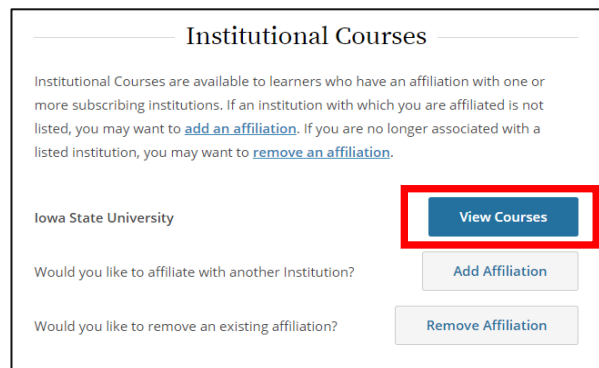 Institutional Courses
Institutional Courses are available to learners who have an affiliation with one or
more subscribing institutions. If an institution with which you are affiliated is not
listed, you may want to add an affiliation. If you are no longer associated with a
listed institution, you may want to remove an affiliation.
Iowa State University
View Courses
Would you like to affiliate with another Institution?
Add Affiliation
Would you like to remove an existing affiliation?
Remove Affiliation